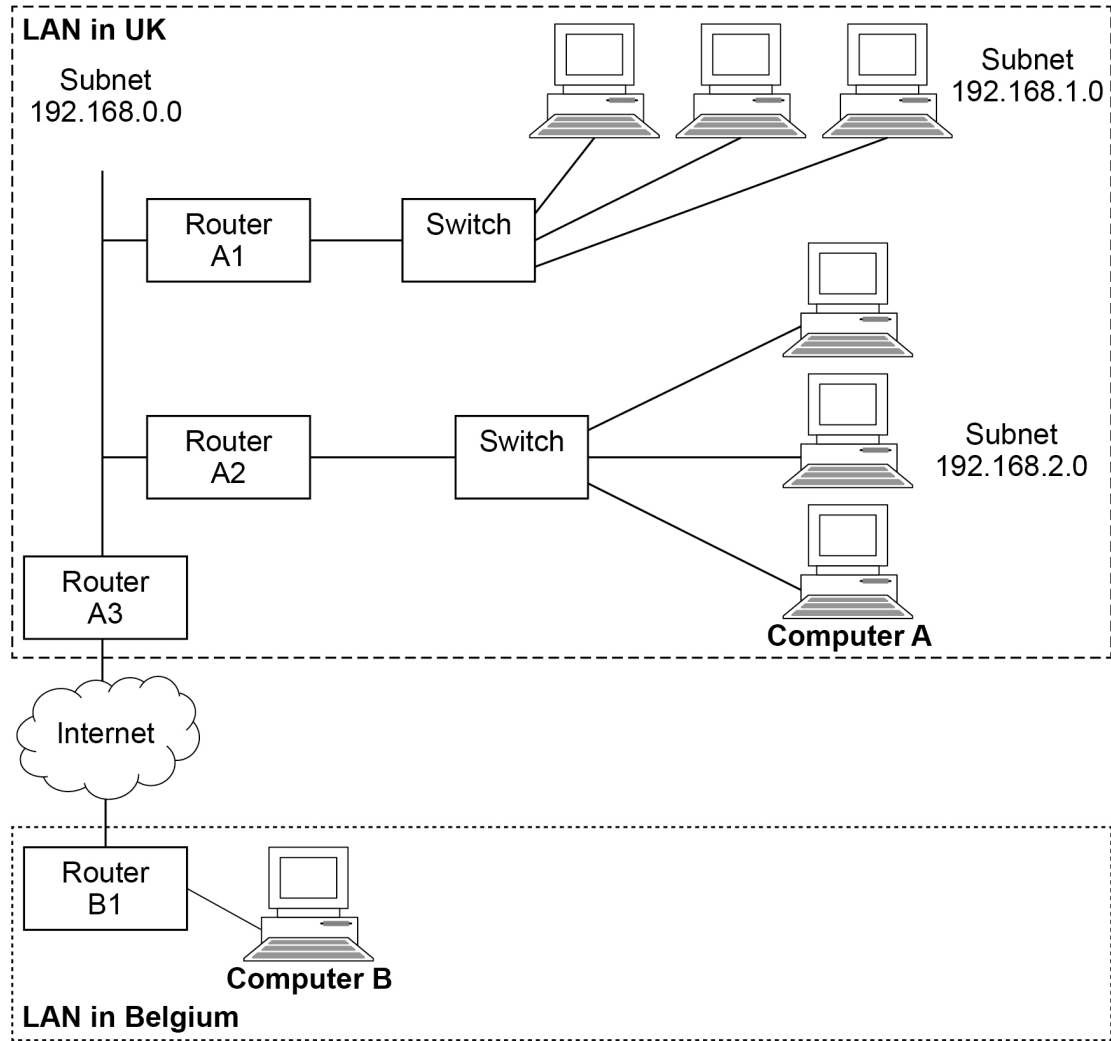 LAN in UK
Subnet
192.168.0.0
Subnet
192.168.1.0
Router
A1
Switch
Router
A2
Switch
Subnet
192.168.2.0
Router
A3
Computer A
Internet
Router
B1
Computer B
LAN in Belgium